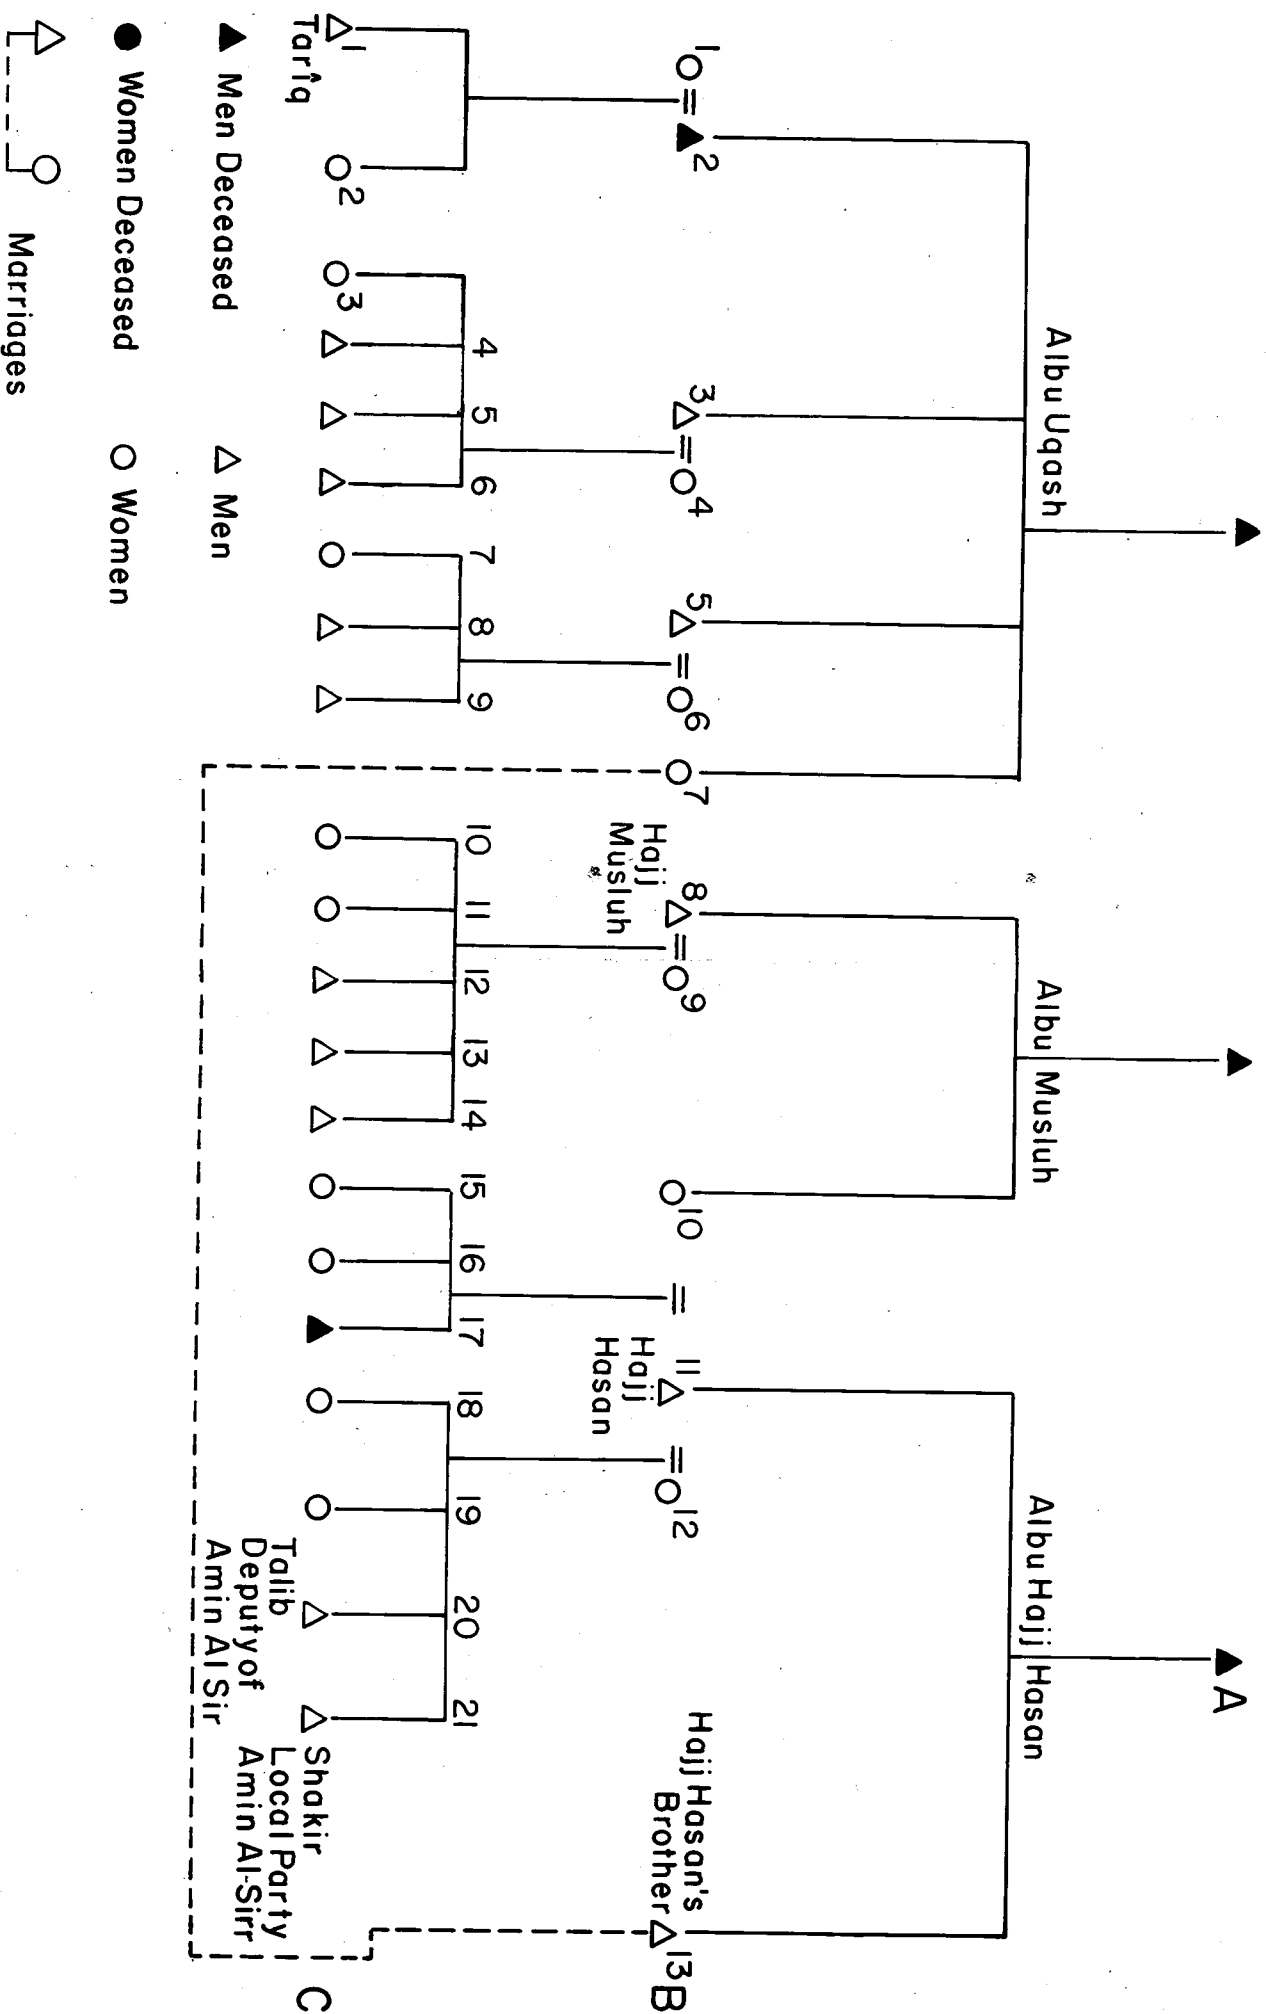 A
Albu Uqash
Albu Musluh
Albu Hajj Hasan
1
2
3
4
5
6
7
8
9
10
11
12
13
B
Hajj
Musluh
Hajj
Hasan
Hajj Hasan's
Brother
1
2
3
4
5
6
7
8
9
10
11
12
13
14
15
16
17
18
19
20
21
C
Tarîq
Talib
Deputy of
Amin Al Sir
Shakir
Local Party
Amin Al-Sirr
Men Deceased
Men
Women Deceased
Women
Marriages